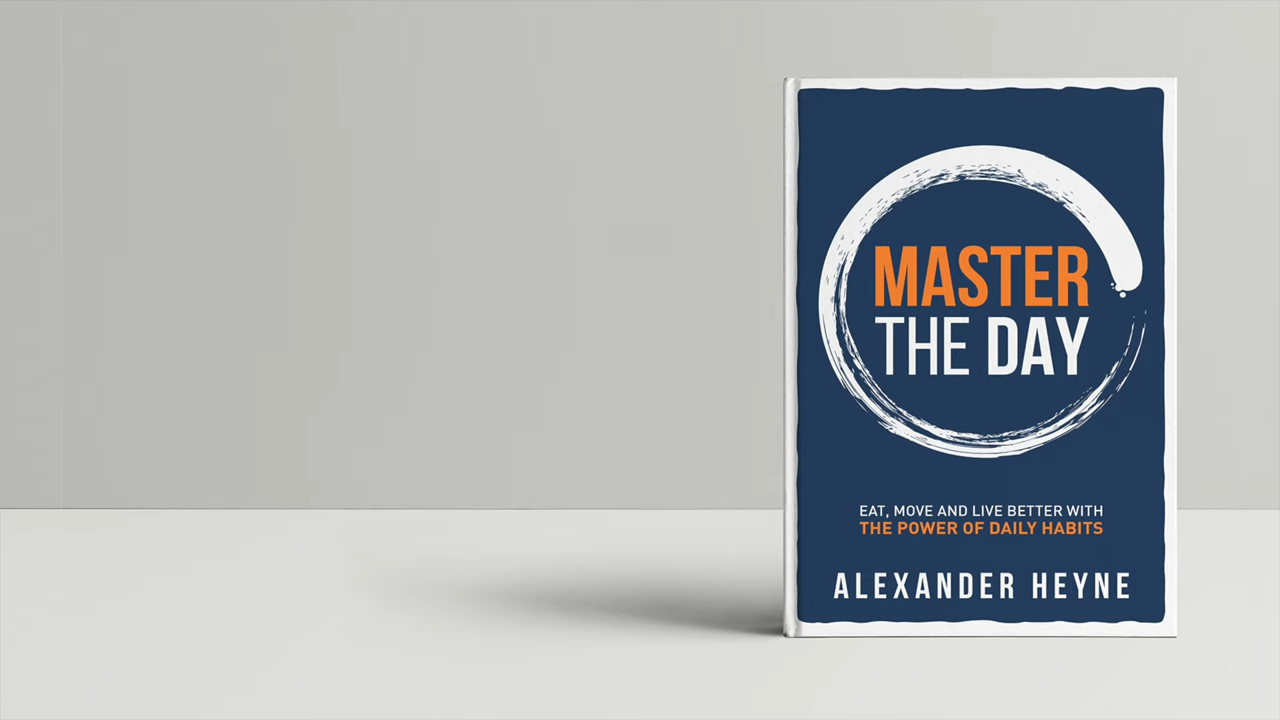 MASTER
THE DAY
EAT, MOVE AND LIVE BETTER WITH
THE POWER OF DAILY HABITS
ALEXANDER HEYNE